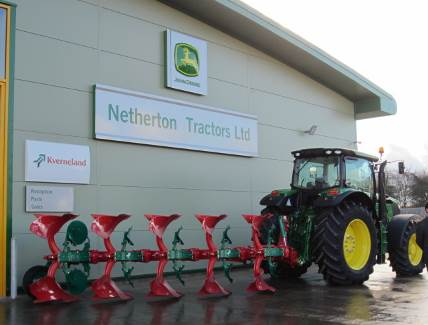 JOHN DEERE
Netherton Tractors Ltd
Kverneland
Reception
Parts
Sales